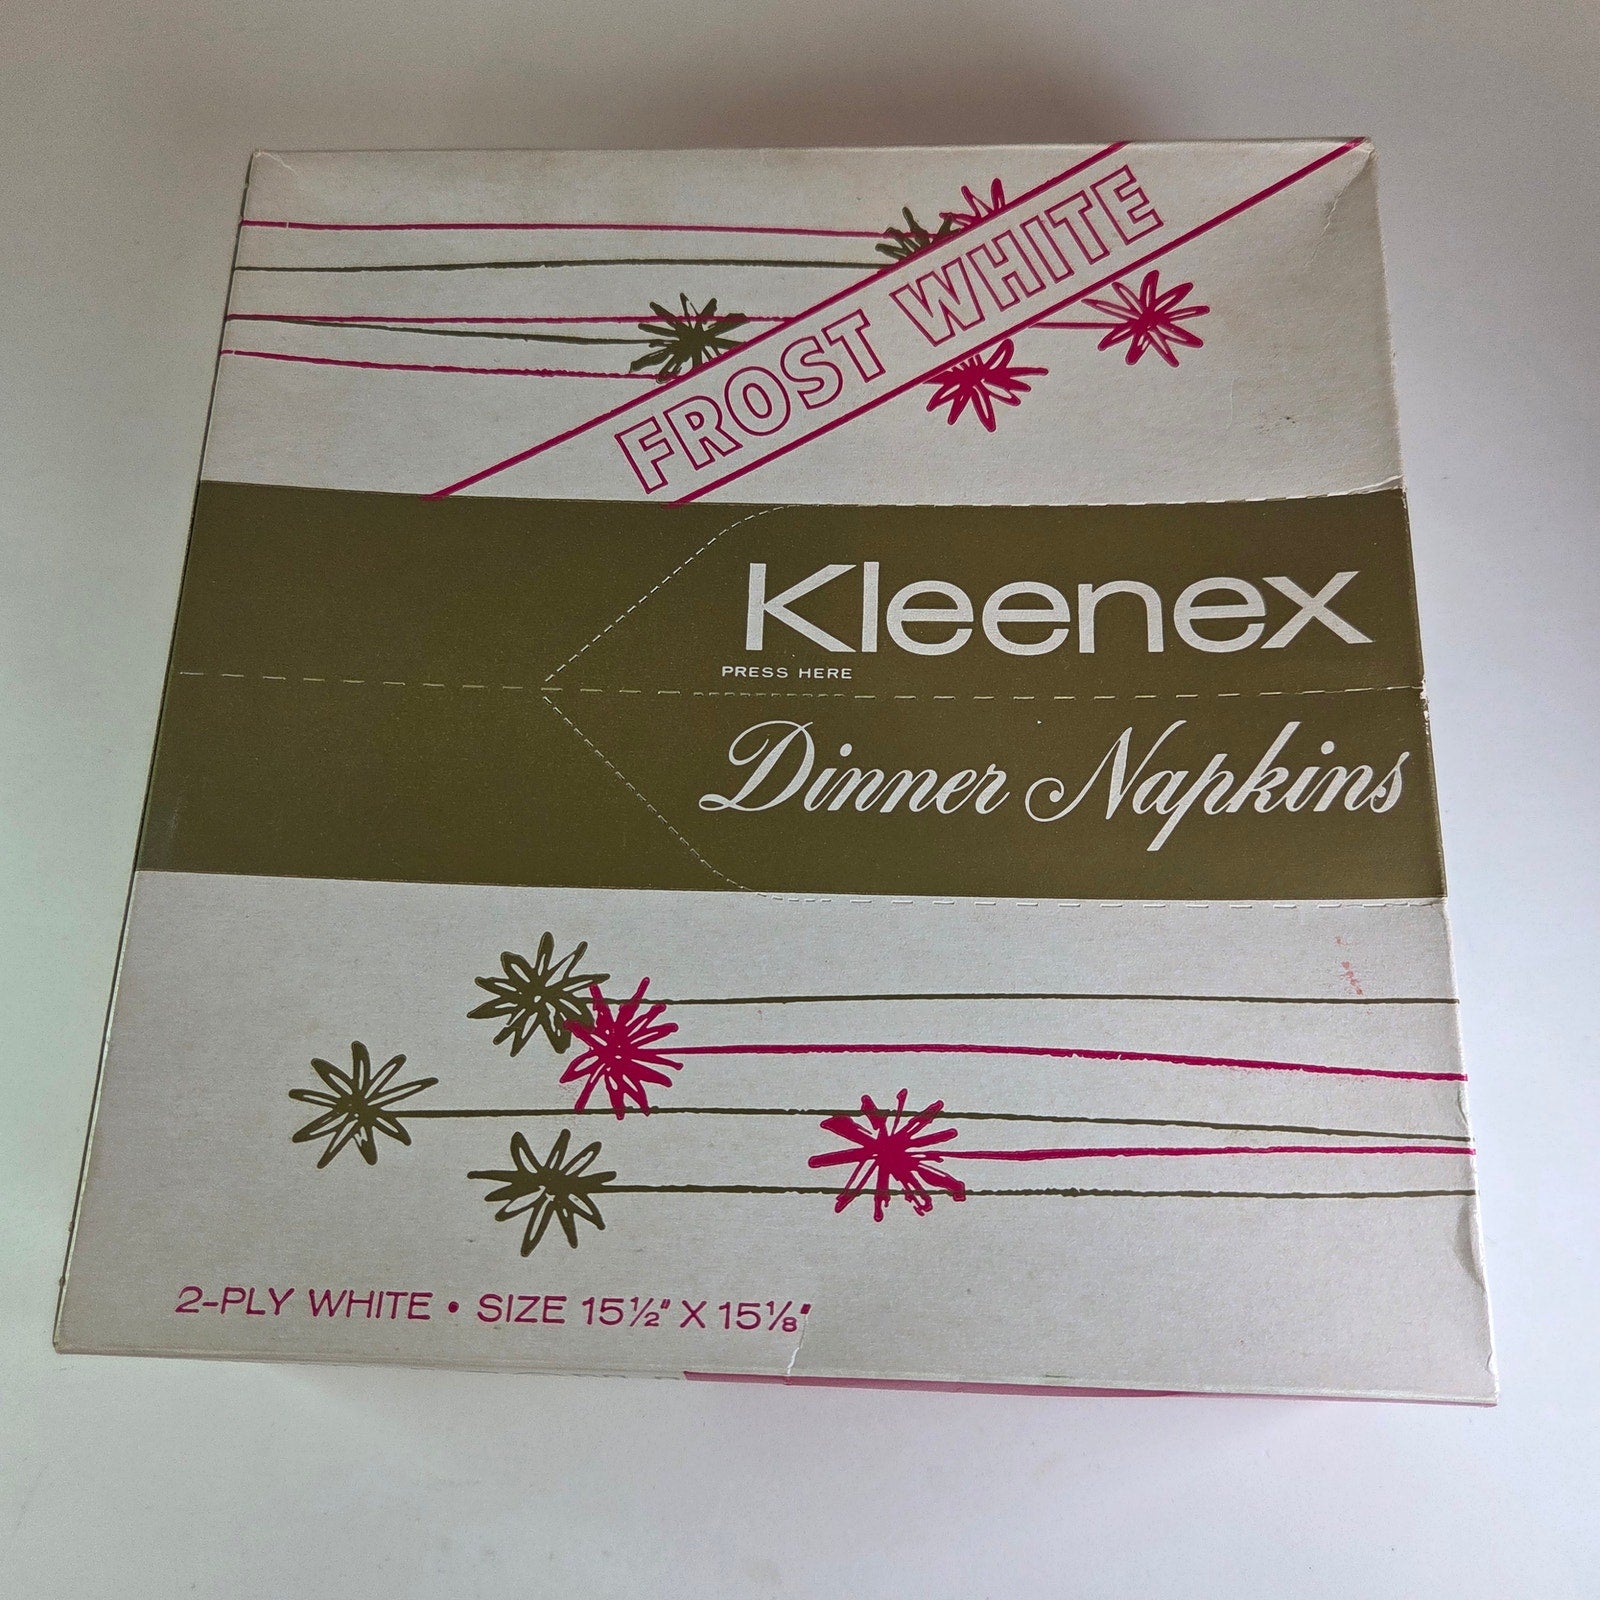 FROST WHITE
Kleenex
PRESS HERE
Dinner Napkins
2-PLY WHITE • SIZE 15½" X 15⅛"